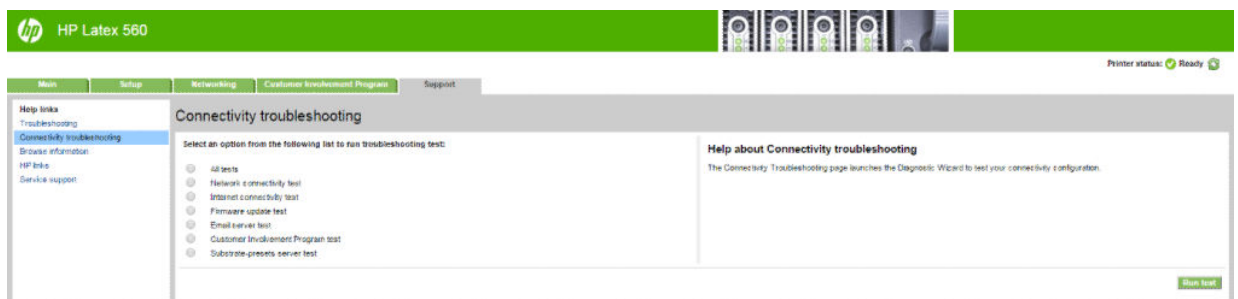 hp HP Latex 560
Printer status: Ready
Main Setup Networking Customer Involvement Program Support
Help links
Troubleshooting
Connectivity troubleshooting
Browse information
HP links
Service support
Connectivity troubleshooting
Select an option from the following list to run troubleshooting test:
All tests
Network connectivity test
Internet connectivity test
Firmware update test
Email server test
Customer Involvement Program test
Substrate-presets server test
Help about Connectivity troubleshooting
The Connectivity Troubleshooting page launches the Diagnostic Wizard to test your connectivity configuration.
Run test